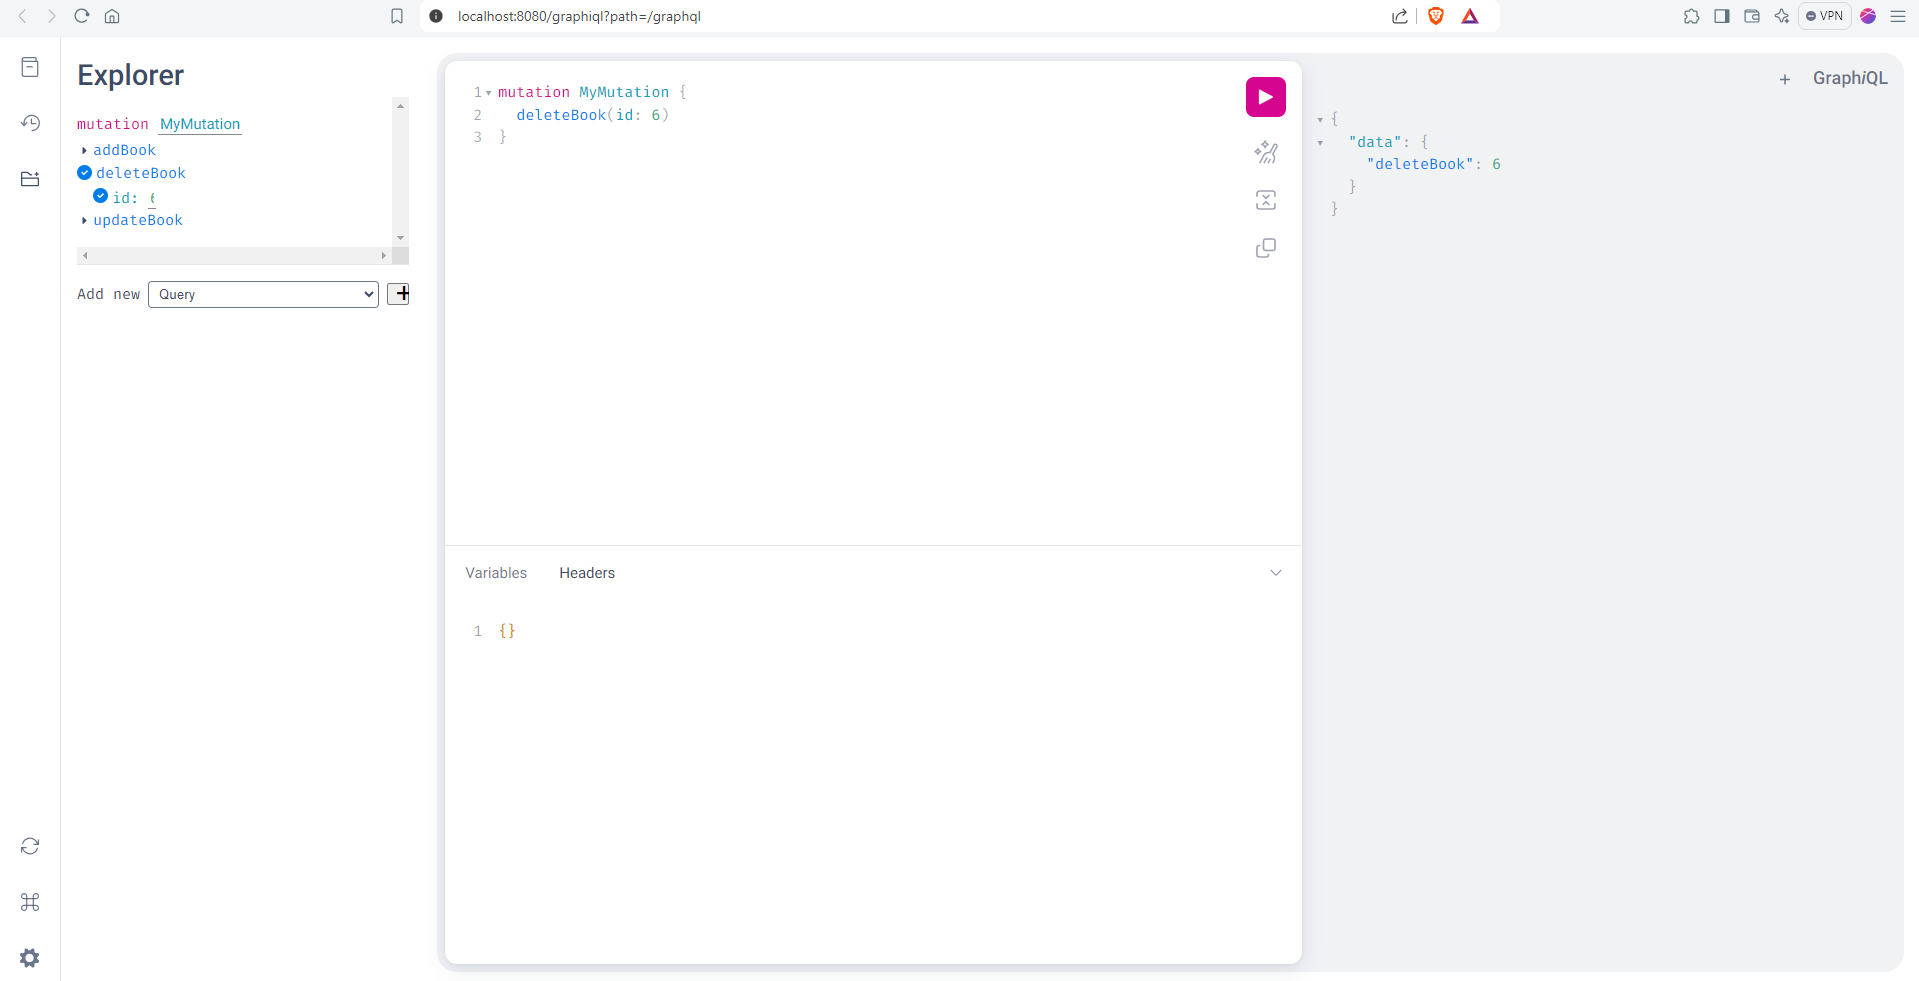 localhost:8080/graphiql?path=/graphql
VPN
Explorer
mutation MyMutation
addBook
deleteBook
id: 6
updateBook
Add new Query +
1 mutation MyMutation {
2 deleteBook(id: 6)
3 }
Variables Headers
1 {}
+ GraphiQL
{
"data": {
"deleteBook": 6
}
}